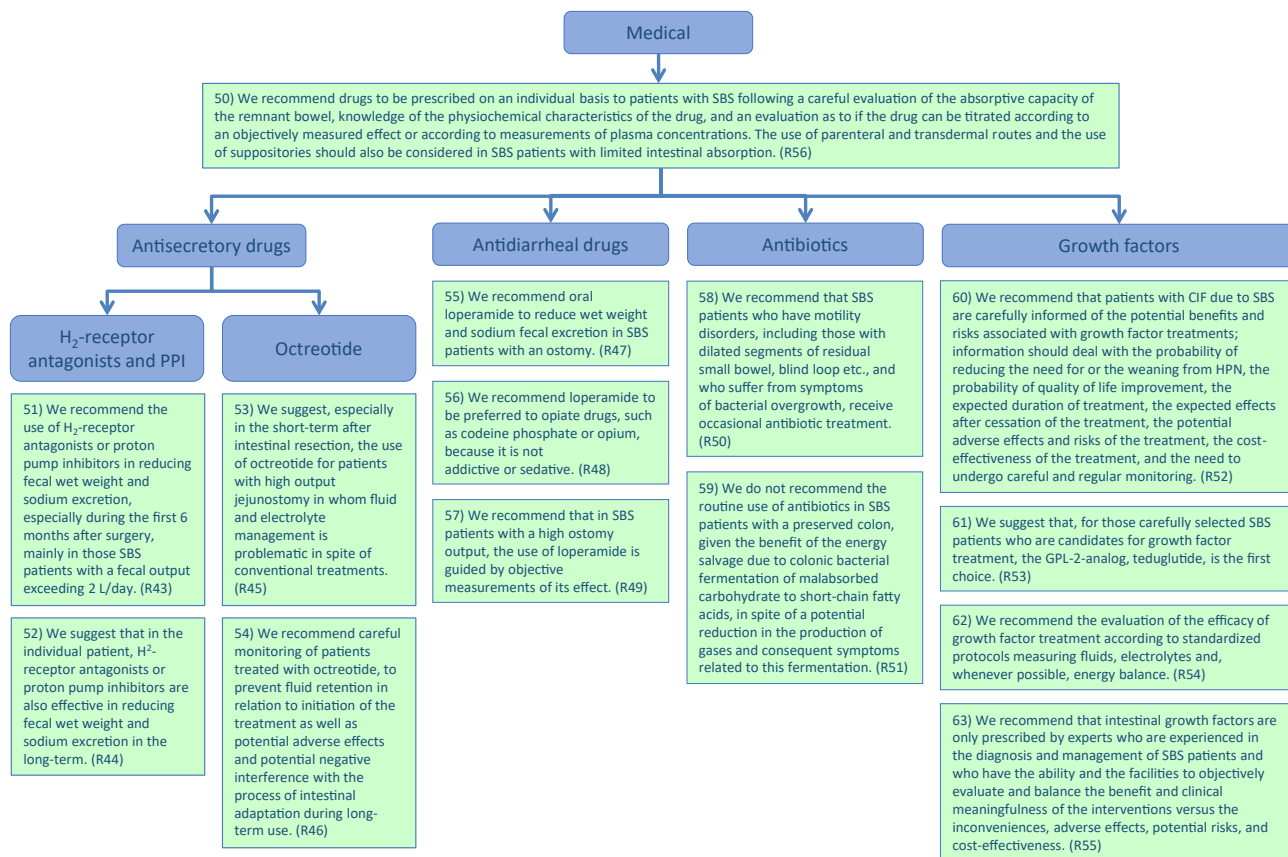 Medical
50) We recommend drugs to be prescribed on an individual basis to patients with SBS following a careful evaluation of the absorptive capacity of
the remnant bowel, knowledge of the physiochemical characteristics of the drug, and an evaluation as to if the drug can be titrated according to
an objectively measured effect or according to measurements of plasma concentrations. The use of parenteral and transdermal routes and the use
of suppositories should also be considered in SBS patients with limited intestinal absorption. (R56)
Antisecretory drugs
H₂-receptor
antagonists and PPI
51) We recommend the
use of H₂-receptor
antagonists or proton
pump inhibitors in reducing
fecal wet weight and
sodium excretion,
especially during the first 6
months after surgery,
mainly in those SBS
patients with a fecal output
exceeding 2 L/day. (R43)
52) We suggest that in the
individual patient, H²-
receptor antagonists or
proton pump inhibitors are
also effective in reducing
fecal wet weight and
sodium excretion in the
long-term. (R44)
Octreotide
53) We suggest, especially
in the short-term after
intestinal resection, the use
of octreotide for patients
with high output
jejunostomy in whom fluid
and electrolyte
management is
problematic in spite of
conventional treatments.
(R45)
54) We recommend careful
monitoring of patients
treated with octreotide, to
prevent fluid retention in
relation to initiation of the
treatment as well as
potential adverse effects
and potential negative
interference with the
process of intestinal
adaptation during long-
term use. (R46)
Antidiarrheal drugs
55) We recommend oral
loperamide to reduce wet weight
and sodium fecal excretion in SBS
patients with an ostomy. (R47)
56) We recommend loperamide to
be preferred to opiate drugs, such
as codeine phosphate or opium,
because it is not
addictive or sedative. (R48)
57) We recommend that in SBS
patients with a high ostomy
output, the use of loperamide is
guided by objective
measurements of its effect. (R49)
Antibiotics
58) We recommend that SBS
patients who have motility
disorders, including those with
dilated segments of residual
small bowel, blind loop etc., and
who suffer from symptoms
of bacterial overgrowth, receive
occasional antibiotic treatment.
(R50)
59) We do not recommend the
routine use of antibiotics in SBS
patients with a preserved colon,
given the benefit of the energy
salvage due to colonic bacterial
fermentation of malabsorbed
carbohydrate to short-chain fatty
acids, in spite of a potential
reduction in the production of
gases and consequent symptoms
related to this fermentation. (R51)
Growth factors
60) We recommend that patients with CIF due to SBS
are carefully informed of the potential benefits and
risks associated with growth factor treatments;
information should deal with the probability of
reducing the need for or the weaning from HPN, the
probability of quality of life improvement, the
expected duration of treatment, the expected effects
after cessation of the treatment, the potential
adverse effects and risks of the treatment, the cost-
effectiveness of the treatment, and the need to
undergo careful and regular monitoring. (R52)
61) We suggest that, for those carefully selected SBS
patients who are candidates for growth factor
treatment, the GPL-2-analog, teduglutide, is the first
choice. (R53)
62) We recommend the evaluation of the efficacy of
growth factor treatment according to standardized
protocols measuring fluids, electrolytes and,
whenever possible, energy balance. (R54)
63) We recommend that intestinal growth factors are
only prescribed by experts who are experienced in
the diagnosis and management of SBS patients and
who have the ability and the facilities to objectively
evaluate and balance the benefit and clinical
meaningfulness of the interventions versus the
inconveniences, adverse effects, potential risks, and
cost-effectiveness. (R55)